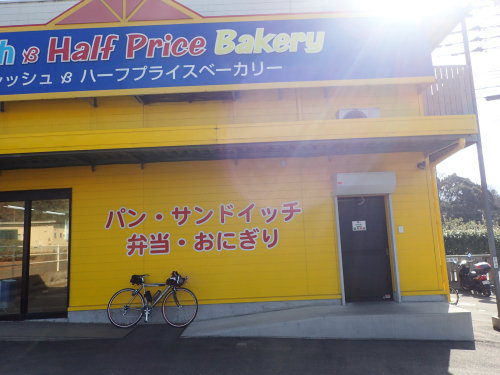 h β Half Price Bakery
ッシュ β ハーフプライスベーカリー
パン・サンドイッチ
弁当・おにぎり